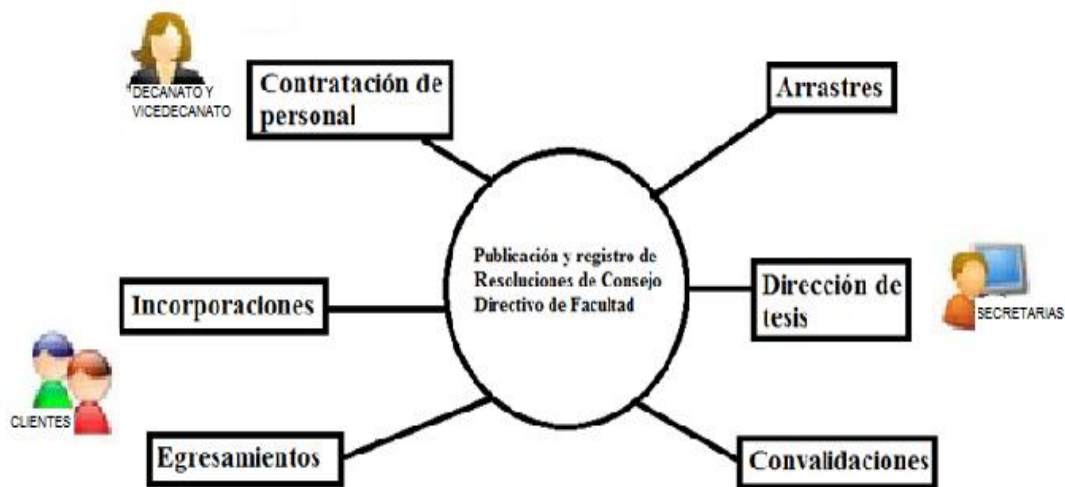 DECANATO Y
VICEDECANATO
Contratación de
personal
Arrastres
Publicación y registro de
Resoluciones de Consejo
Directivo de Facultad
Incorporaciones
Dirección de
tesis
SECRETARIAS
CLIENTES
Egresamientos
Convalidaciones